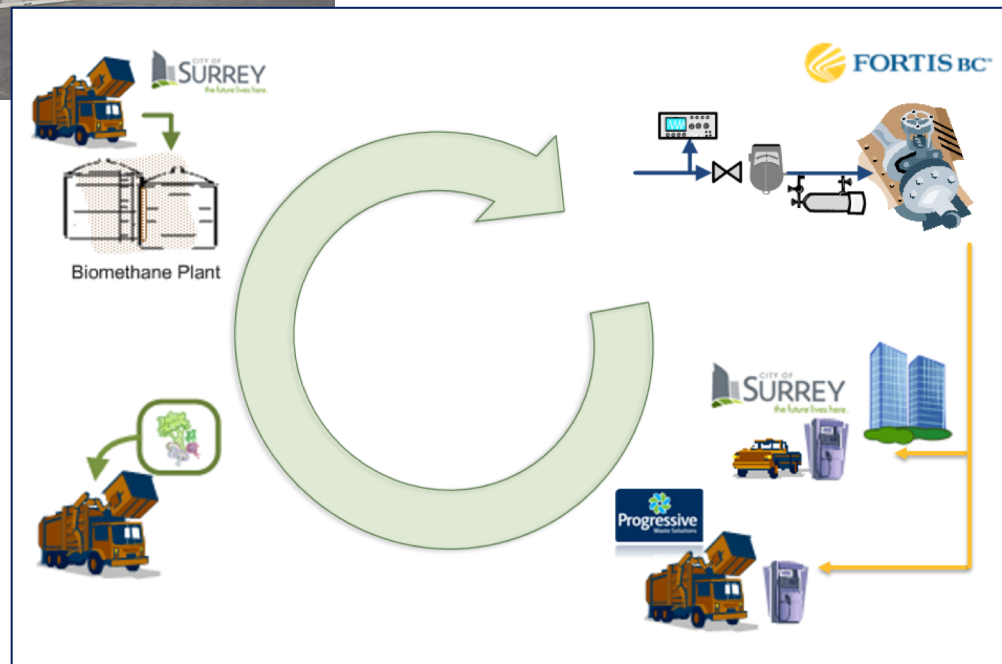 CITY OF
SURREY
the future lives here.
FORTIS BC™
Biomethane Plant
CITY OF
SURREY
the future lives here.
Progressive
Waste Solutions